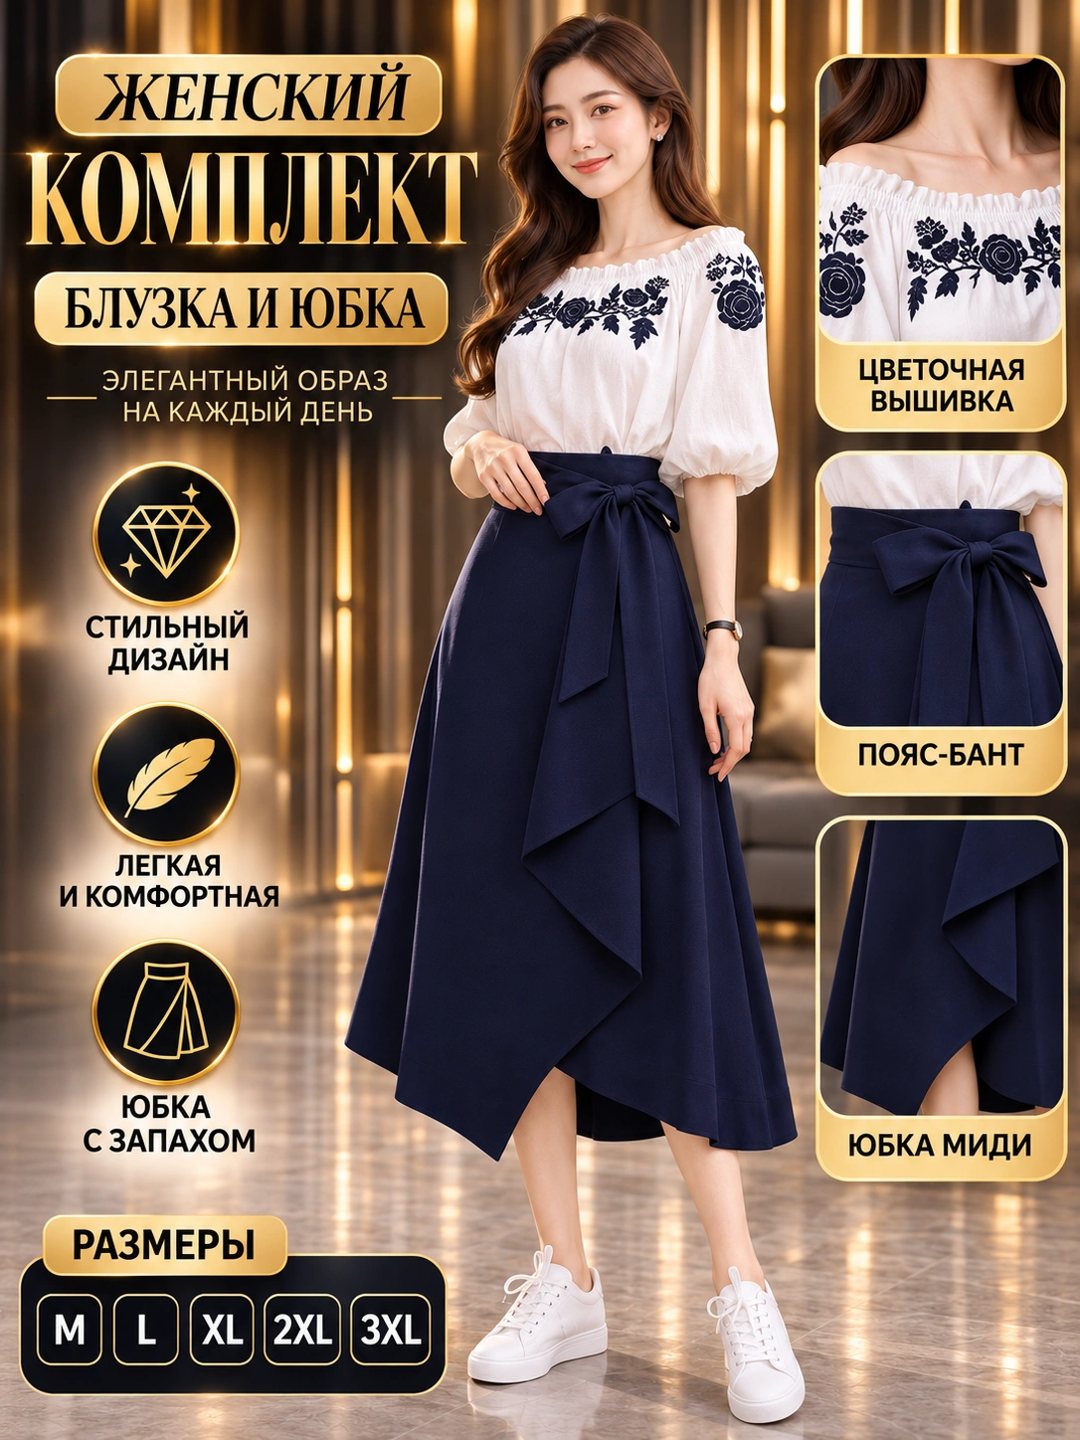 ЖЕНСКИЙ
КОМПЛЕКТ
БЛУЗКА И ЮБКА
ЭЛЕГАНТНЫЙ ОБРАЗ
НА КАЖДЫЙ ДЕНЬ
СТИЛЬНЫЙ
ДИЗАЙН
ЛЕГКАЯ
И КОМФОРТНАЯ
ЮБКА
С ЗАПАХОМ
РАЗМЕРЫ
M L XL 2XL 3XL
ЦВЕТОЧНАЯ
ВЫШИВКА
ПОЯС-БАНТ
ЮБКА МИДИ